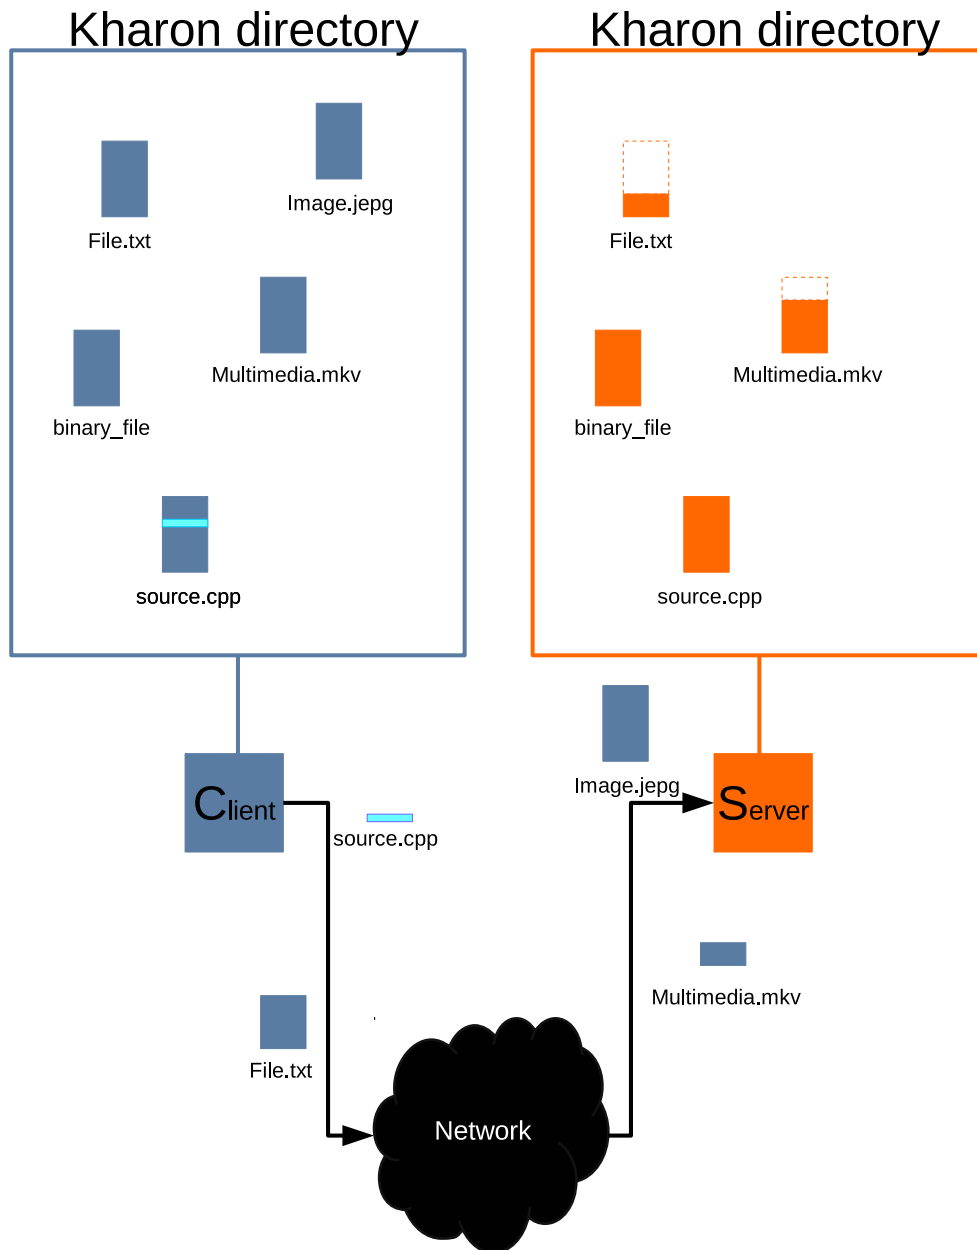 Kharon directory
Kharon directory
Image.jepg
File.txt
File.txt
Multimedia.mkv
Multimedia.mkv
binary_file
binary_file
source.cpp
source.cpp
Image.jepg
Client
Server
source.cpp
Multimedia.mkv
File.txt
Network